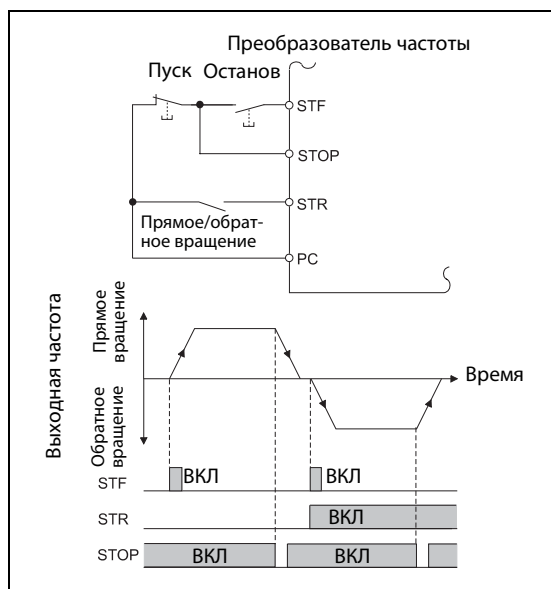 Преобразователь частоты
Пуск Останов
STF
STOP
STR
Прямое/обрат-
ное вращение
PC
Выходная частота
Прямое
вращение
Обратное
вращение
Время
STF ВКЛ ВКЛ
STR ВКЛ
STOP ВКЛ ВКЛ